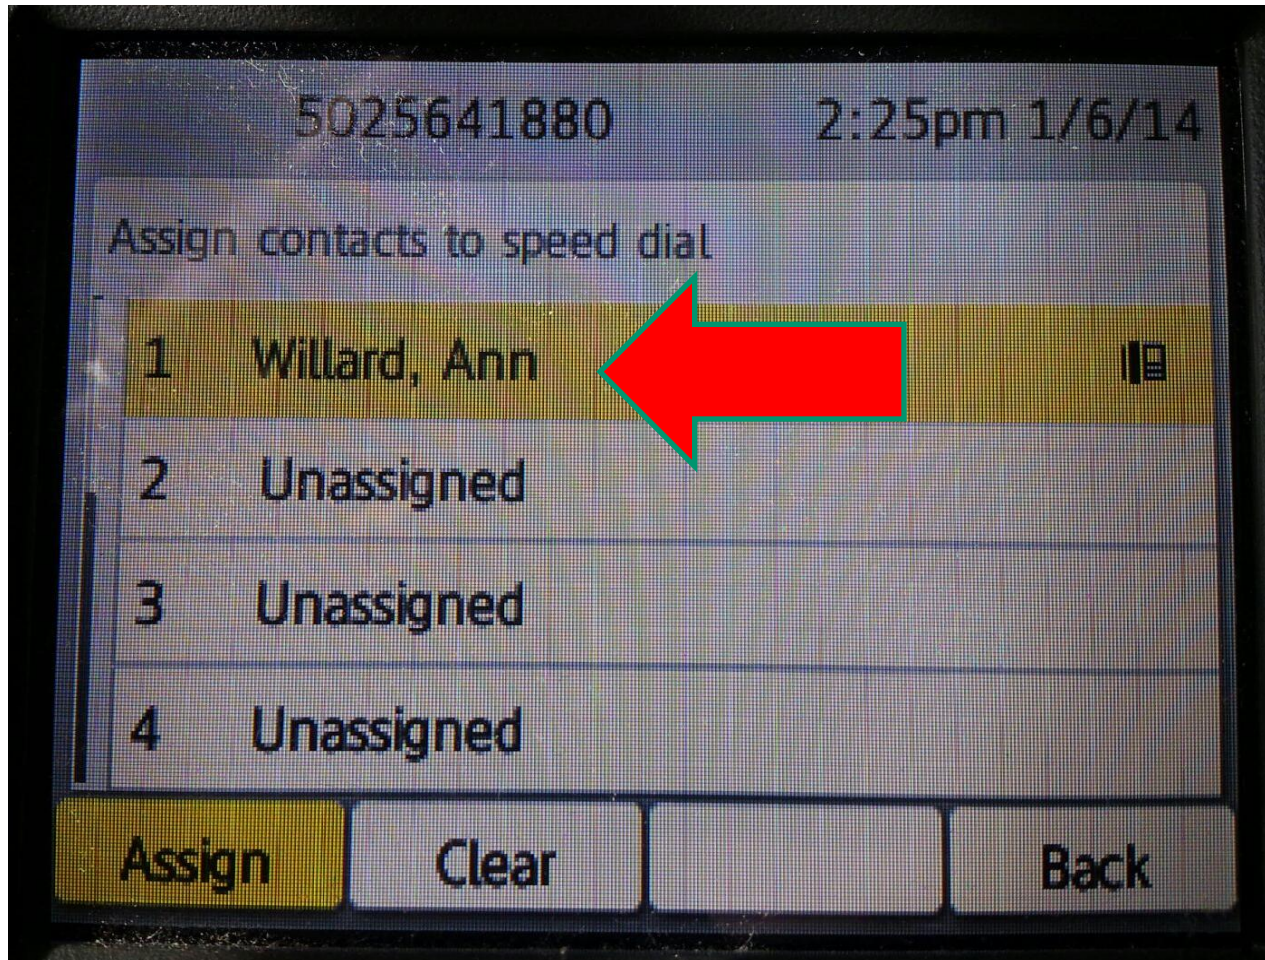 5025641880 2:25pm 1/6/14
Assign contacts to speed dial
1 Willard, Ann
2 Unassigned
3 Unassigned
4 Unassigned
Assign Clear Back